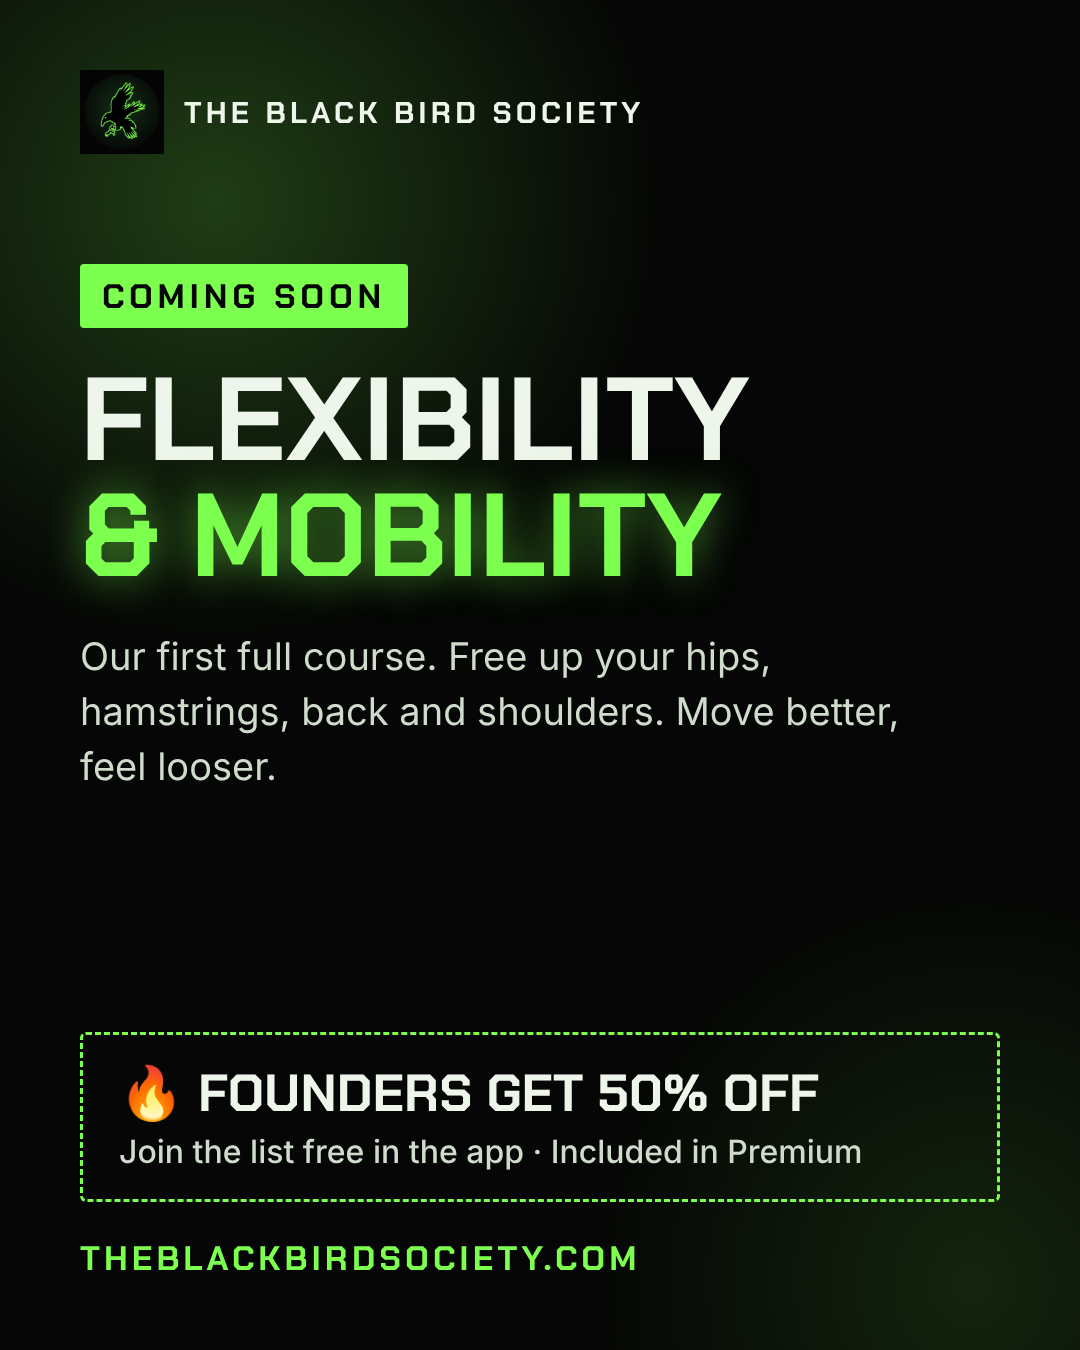 THE BLACK BIRD SOCIETY
COMING SOON
FLEXIBILITY
& MOBILITY
Our first full course. Free up your hips,
hamstrings, back and shoulders. Move better,
feel looser.
🔥 FOUNDERS GET 50% OFF
Join the list free in the app · Included in Premium
THEBLACKBIRDSOCIETY.COM